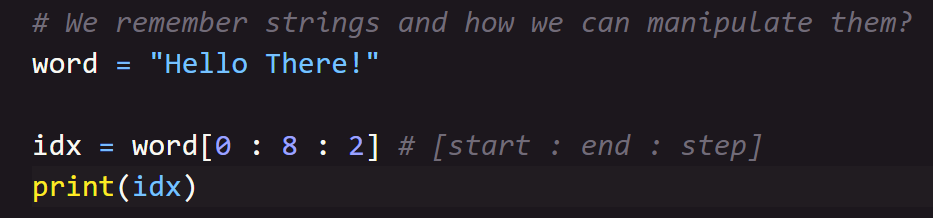 # We remember strings and how we can manipulate them?
word = "Hello There!"
idx = word[0 : 8 : 2] # [start : end : step]
print(idx)